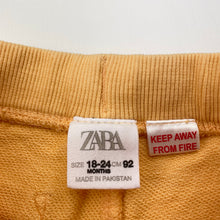 ZARA
SIZE 18-24 CM 92
MONTHS
MADE IN PAKISTAN
KEEP AWAY
FROM FIRE